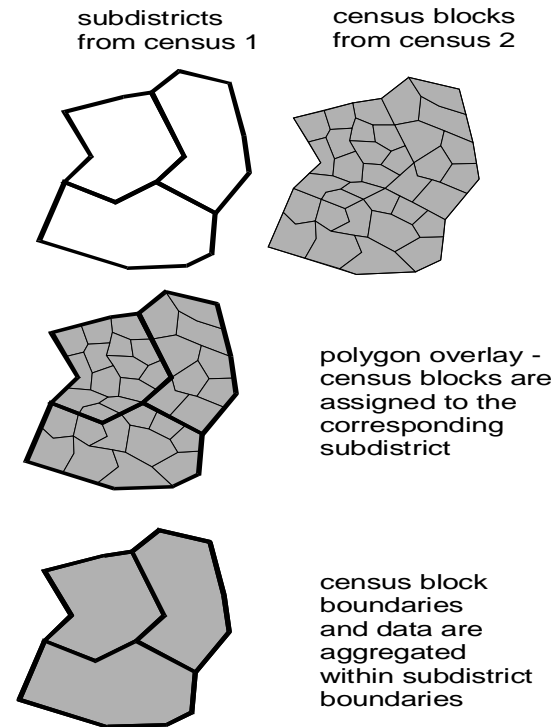 subdistricts
from census 1
census blocks
from census 2
polygon overlay -
census blocks are
assigned to the
corresponding
subdistrict
census block
boundaries
and data are
aggregated
within subdistrict
boundaries